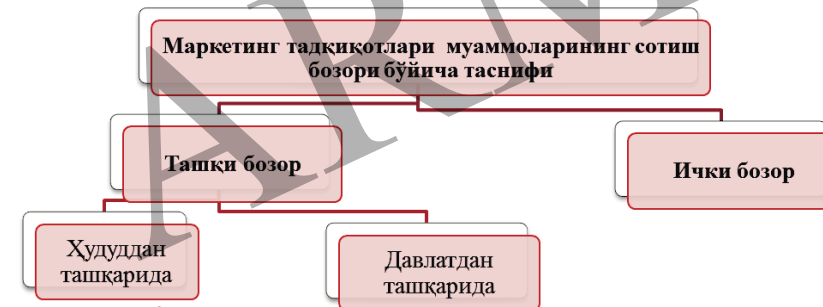 Маркетинг тадқиқотлари муаммоларининг сотиш
бозори бўйича таснифи
Ташқи бозор
Ички бозор
Ҳудуддан
ташқарида
Давлатдан
ташқарида